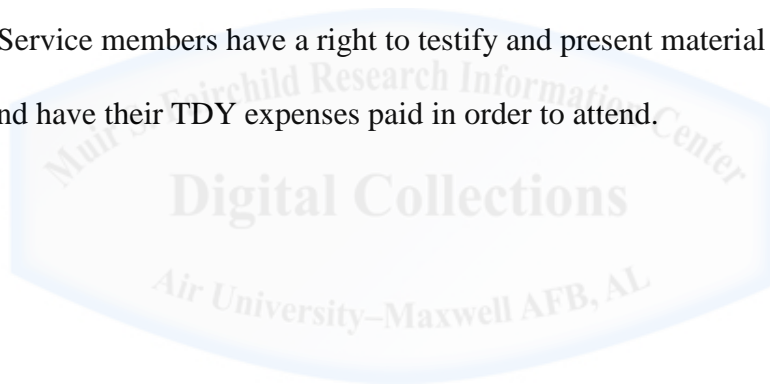 Service members have a right to testify and present material
nd have their TDY expenses paid in order to attend.
Muir S. Fairchild Research Information Center
Digital Collections
Air University–Maxwell AFB, AL